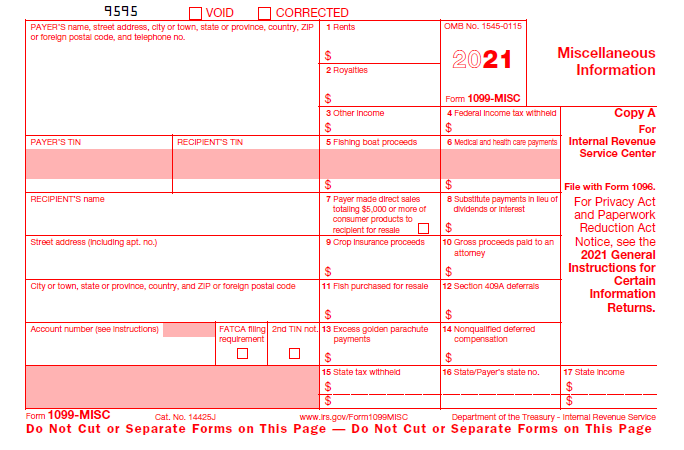 9595
VOID
CORRECTED
PAYER'S name, street address, city or town, state or province, country, ZIP
or foreign postal code, and telephone no.
1 Rents
$
2 Royalties
$
OMB No. 1545-0115
2021
Form 1099-MISC
Miscellaneous
Information
3 Other income
$
4 Federal income tax withheld
$
Copy A
For
Internal Revenue
Service Center
File with Form 1096.
For Privacy Act
and Paperwork
Reduction Act
Notice, see the
2021 General
Instructions for
Certain
Information
Returns.
PAYER'S TIN
RECIPIENT'S TIN
5 Fishing boat proceeds
$
6 Medical and health care payments
$
RECIPIENT'S name
7 Payer made direct sales
totaling $5,000 or more of
consumer products to
recipient for resale
8 Substitute payments in lieu of
dividends or interest
$
Street address (including apt. no.)
9 Crop insurance proceeds
$
10 Gross proceeds paid to an
attorney
$
City or town, state or province, country, and ZIP or foreign postal code
11 Fish purchased for resale
$
12 Section 409A deferrals
$
Account number (see instructions)
FATCA filing
requirement
2nd TIN not.
13 Excess golden parachute
payments
$
14 Nonqualified deferred
compensation
$
15 State tax withheld
$
$
16 State/Payer's state no.
17 State income
$
$
Form 1099-MISC
Cat. No. 14425J
www.irs.gov/Form1099MISC
Department of the Treasury - Internal Revenue Service
Do Not Cut or Separate Forms on This Page — Do Not Cut or Separate Forms on This Page